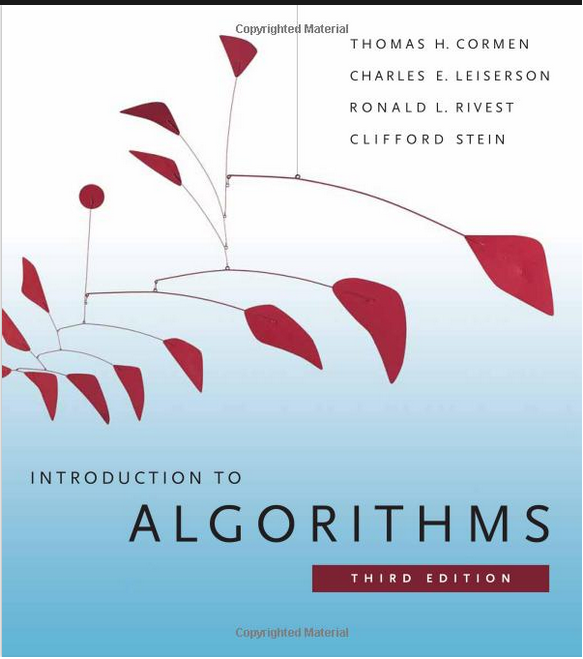 Copyrighted Material
THOMAS H. CORMEN
CHARLES E. LEISERSON
RONALD L. RIVEST
CLIFFORD STEIN
INTRODUCTION TO
ALGORITHMS
THIRD EDITION
Copyrighted Material